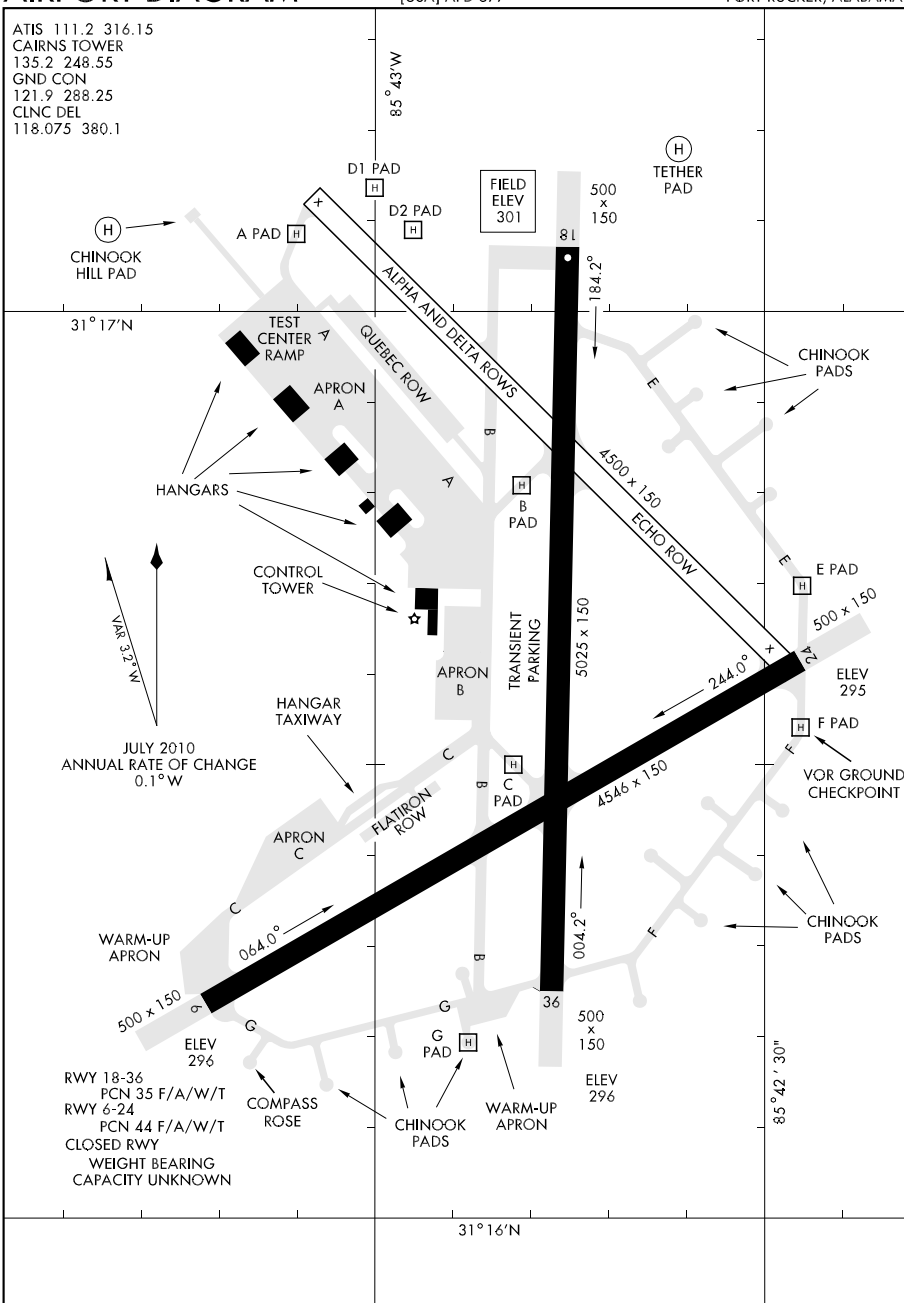 ATIS 111.2 316.15
CAIRNS TOWER
135.2 248.55
GND CON
121.9 288.25
CLNC DEL
118.075 380.1
85°43'W
D1 PAD
H
D2 PAD
H
A PAD
H
FIELD
ELEV
301
500
x
150
H
TETHER
PAD
H
CHINOOK
HILL PAD
x
18
184.2°
31°17'N
TEST
CENTER
RAMP
A
QUEBEC ROW
ALPHA AND DELTA ROWS
CHINOOK
PADS
E
APRON
A
B
A
4500 x 150
HANGARS
H
B
PAD
ECHO ROW
E
H
E PAD
CONTROL
TOWER
500 x 150
VAR 3.2°W
TRANSIENT
PARKING
5025 x 150
x
24
APRON
B
244.0°
ELEV
295
HANGAR
TAXIWAY
H
F PAD
JULY 2010
ANNUAL RATE OF CHANGE
0.1°W
C
H
C
PAD
B
F
VOR GROUND
CHECKPOINT
4546 x 150
FLATIRON
ROW
APRON
C
C
064.0°
004.2°
F
CHINOOK
PADS
WARM-UP
APRON
B
500 x 150
6
36
G
G
G
PAD
H
500
x
150
ELEV
296
ELEV
296
RWY 18-36
PCN 35 F/A/W/T
RWY 6-24
PCN 44 F/A/W/T
CLOSED RWY
WEIGHT BEARING
CAPACITY UNKNOWN
COMPASS
ROSE
CHINOOK
PADS
WARM-UP
APRON
85°42'30"
31°16'N